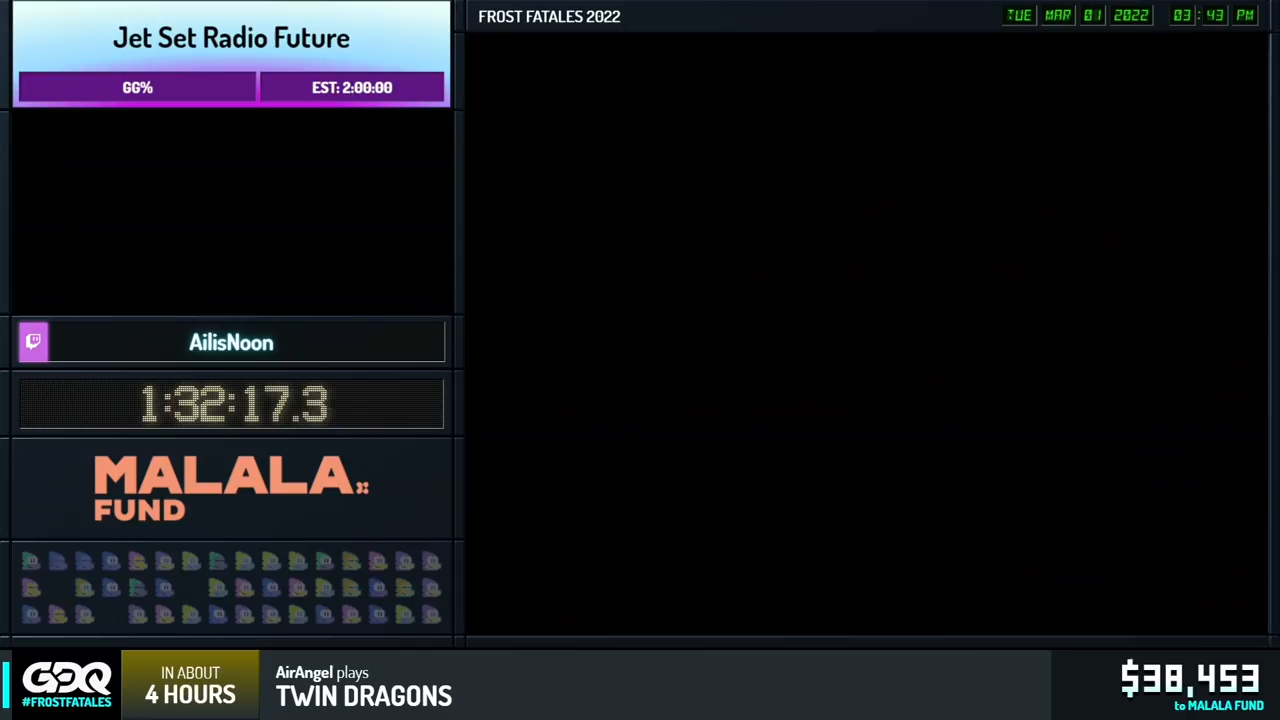 Jet Set Radio Future
GG%
EST: 2:00:00
FROST FATALES 2022
TUE MAR 01 2022 03:43 PM
AilisNoon
1:32:17.3
MALALA
FUND
GDQ
#FROSTFATALES
IN ABOUT
4 HOURS
AirAngel plays
TWIN DRAGONS
$38,453
to MALALA FUND